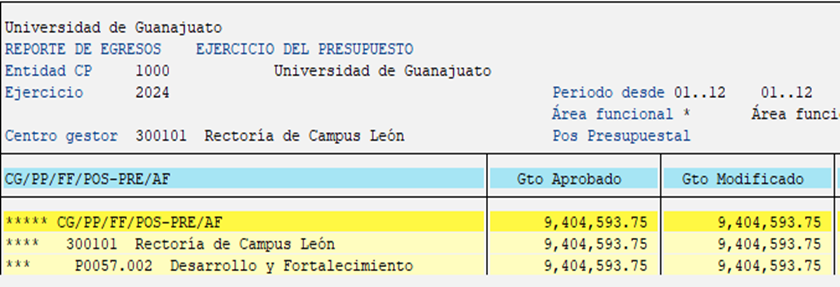 Universidad de Guanajuato
REPORTE DE EGRESOS EJERCICIO DEL PRESUPUESTO
Entidad CP 1000 Universidad de Guanajuato
Ejercicio 2024 Periodo desde 01..12 01..12
Área funcional * Área funci
Centro gestor 300101 Rectoría de Campus León Pos Presupuestal
CG/PP/FF/POS-PRE/AF Gto Aprobado Gto Modificado
***** CG/PP/FF/POS-PRE/AF 9,404,593.75 9,404,593.75
**** 300101 Rectoría de Campus León 9,404,593.75 9,404,593.75
*** P0057.002 Desarrollo y Fortalecimiento 9,404,593.75 9,404,593.75